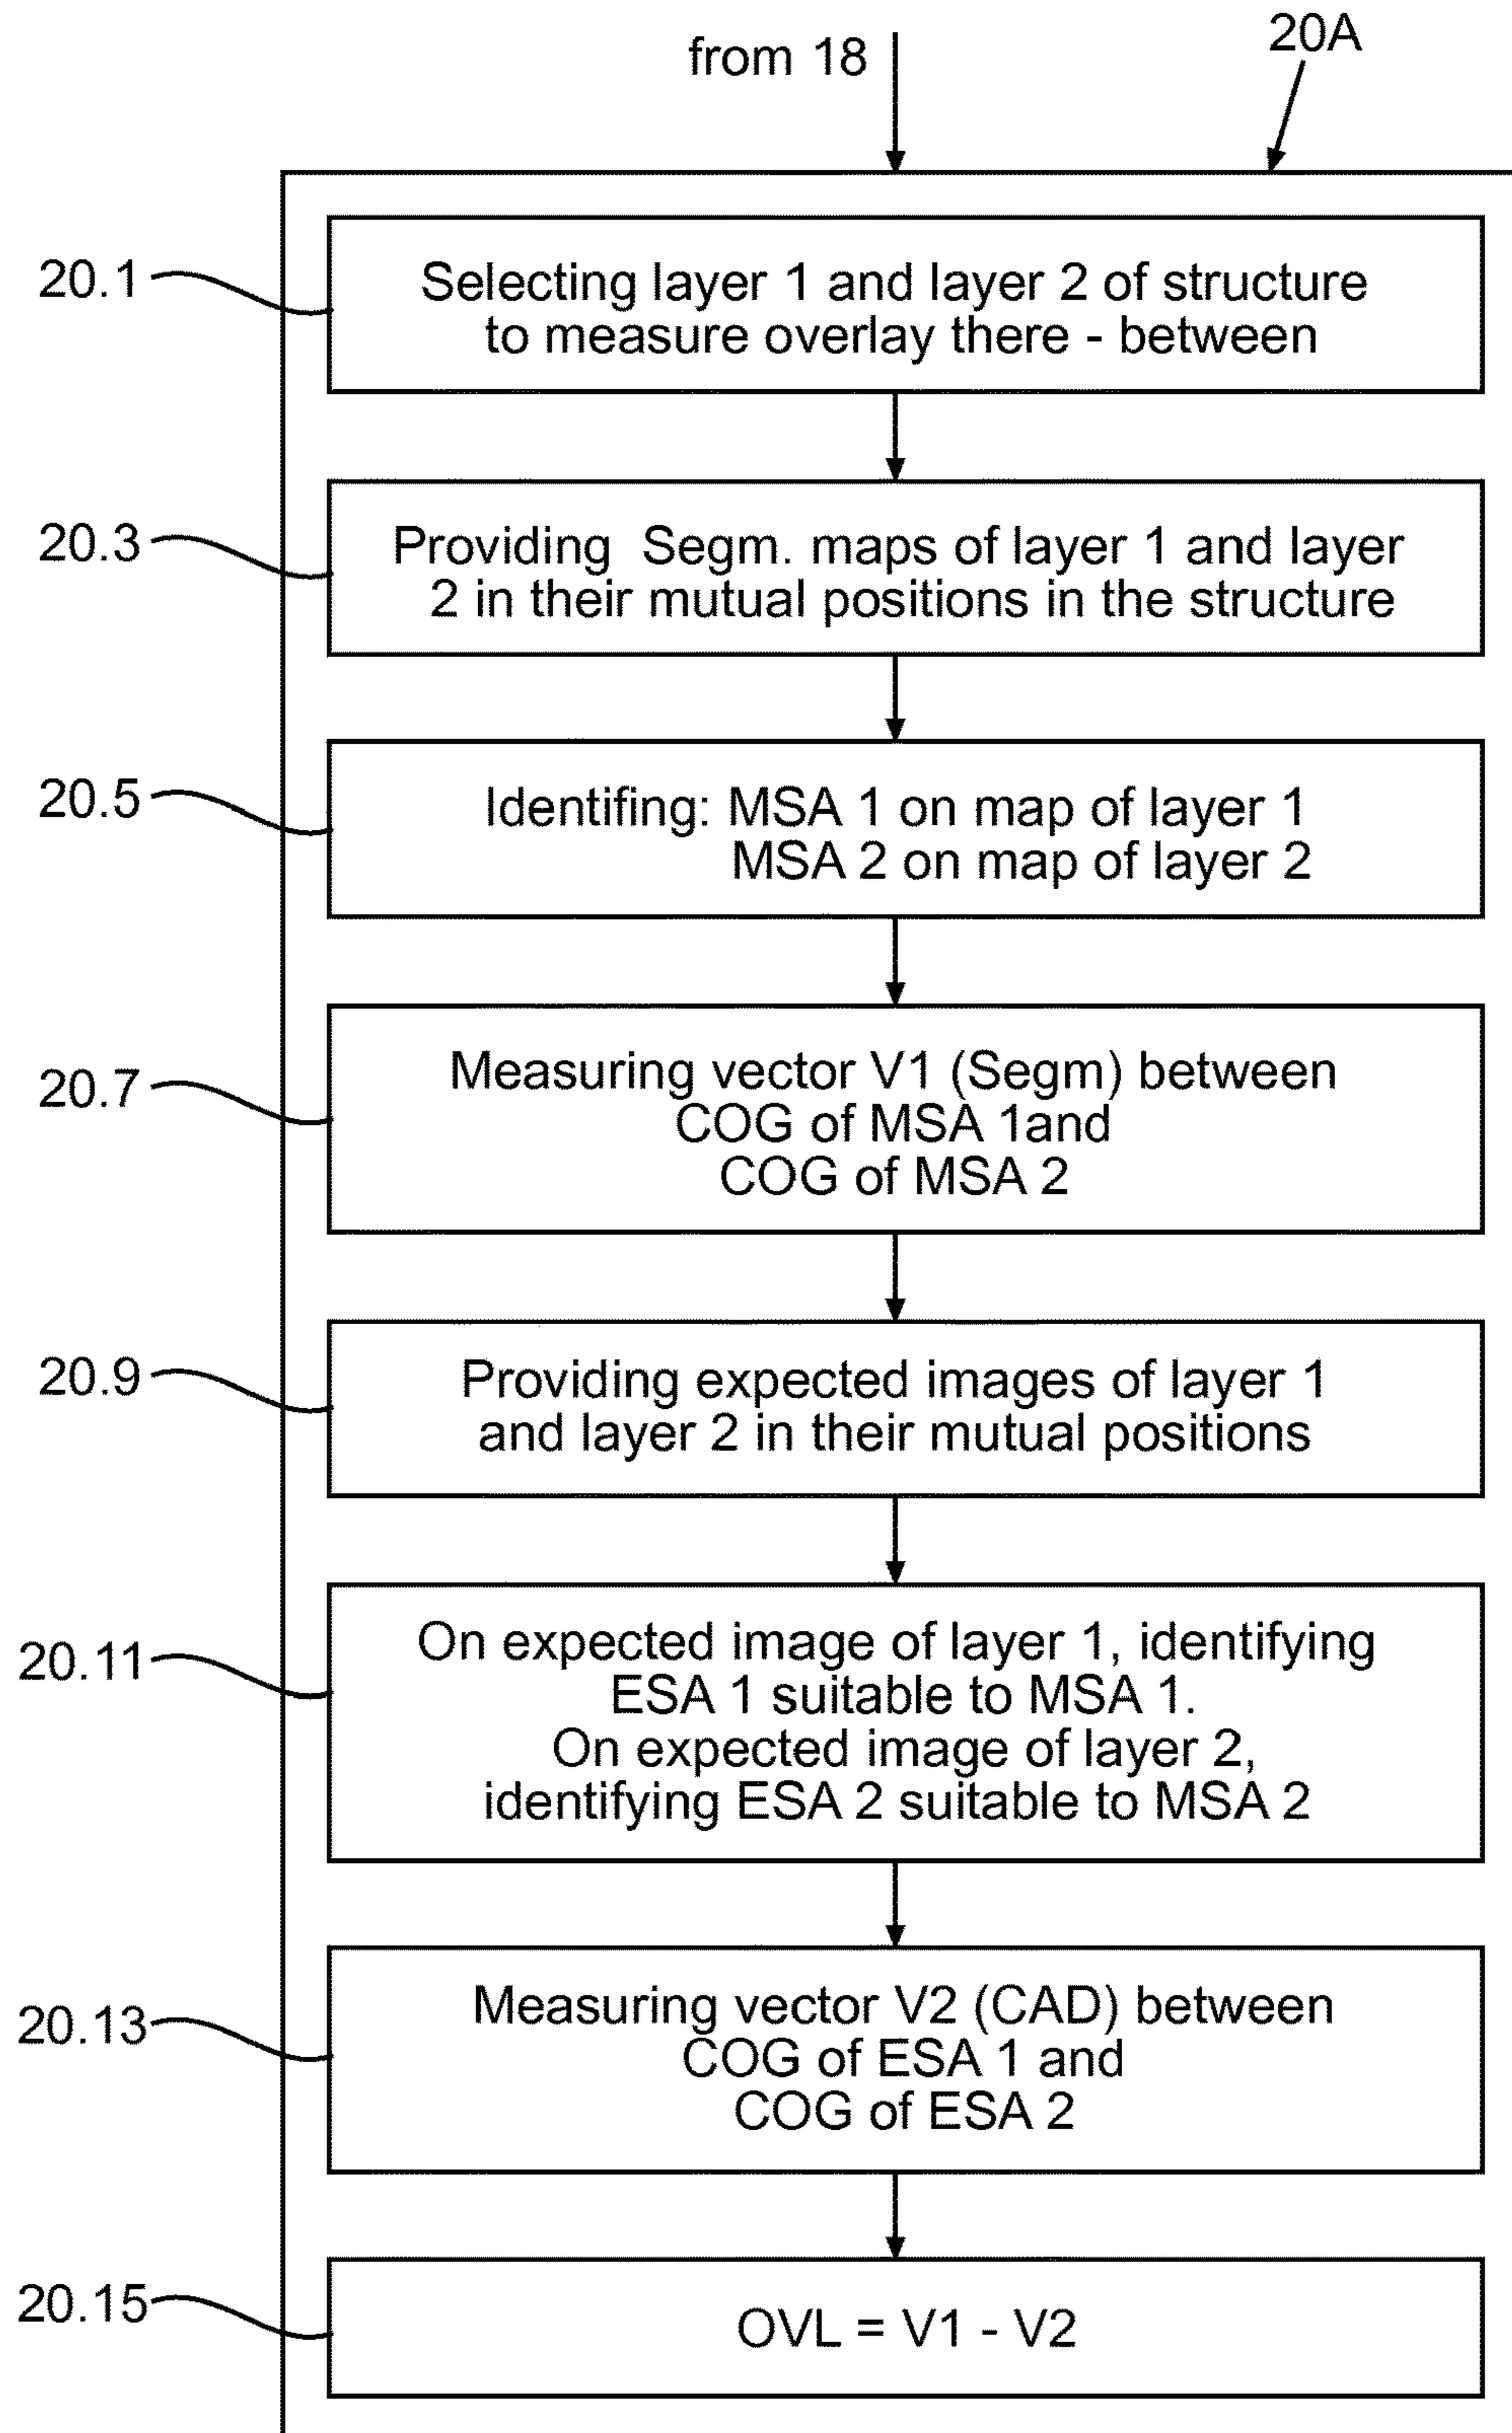 from 18
20A
20.1
Selecting layer 1 and layer 2 of structure
to measure overlay there - between
20.3
Providing Segm. maps of layer 1 and layer
2 in their mutual positions in the structure
20.5
Identifing: MSA 1 on map of layer 1
MSA 2 on map of layer 2
20.7
Measuring vector V1 (Segm) between
COG of MSA 1and
COG of MSA 2
20.9
Providing expected images of layer 1
and layer 2 in their mutual positions
20.11
On expected image of layer 1, identifying
ESA 1 suitable to MSA 1.
On expected image of layer 2,
identifying ESA 2 suitable to MSA 2
20.13
Measuring vector V2 (CAD) between
COG of ESA 1 and
COG of ESA 2
20.15
OVL = V1 - V2